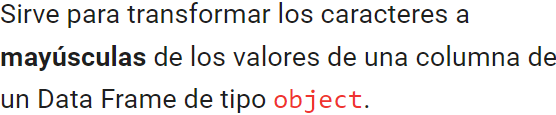 Sirve para transformar los caracteres a
mayúsculas de los valores de una columna de
un Data Frame de tipo object.